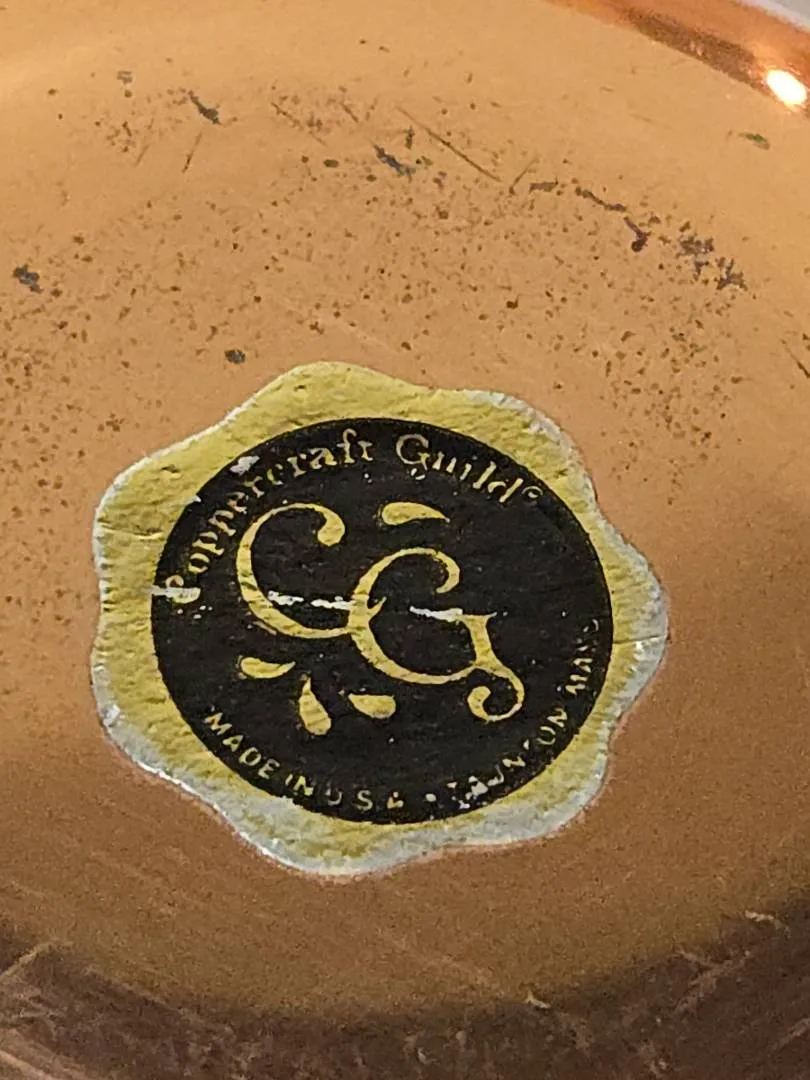 Coppercraft Guild©
CG
MADE IN U.S.A • TAUNTON MASS